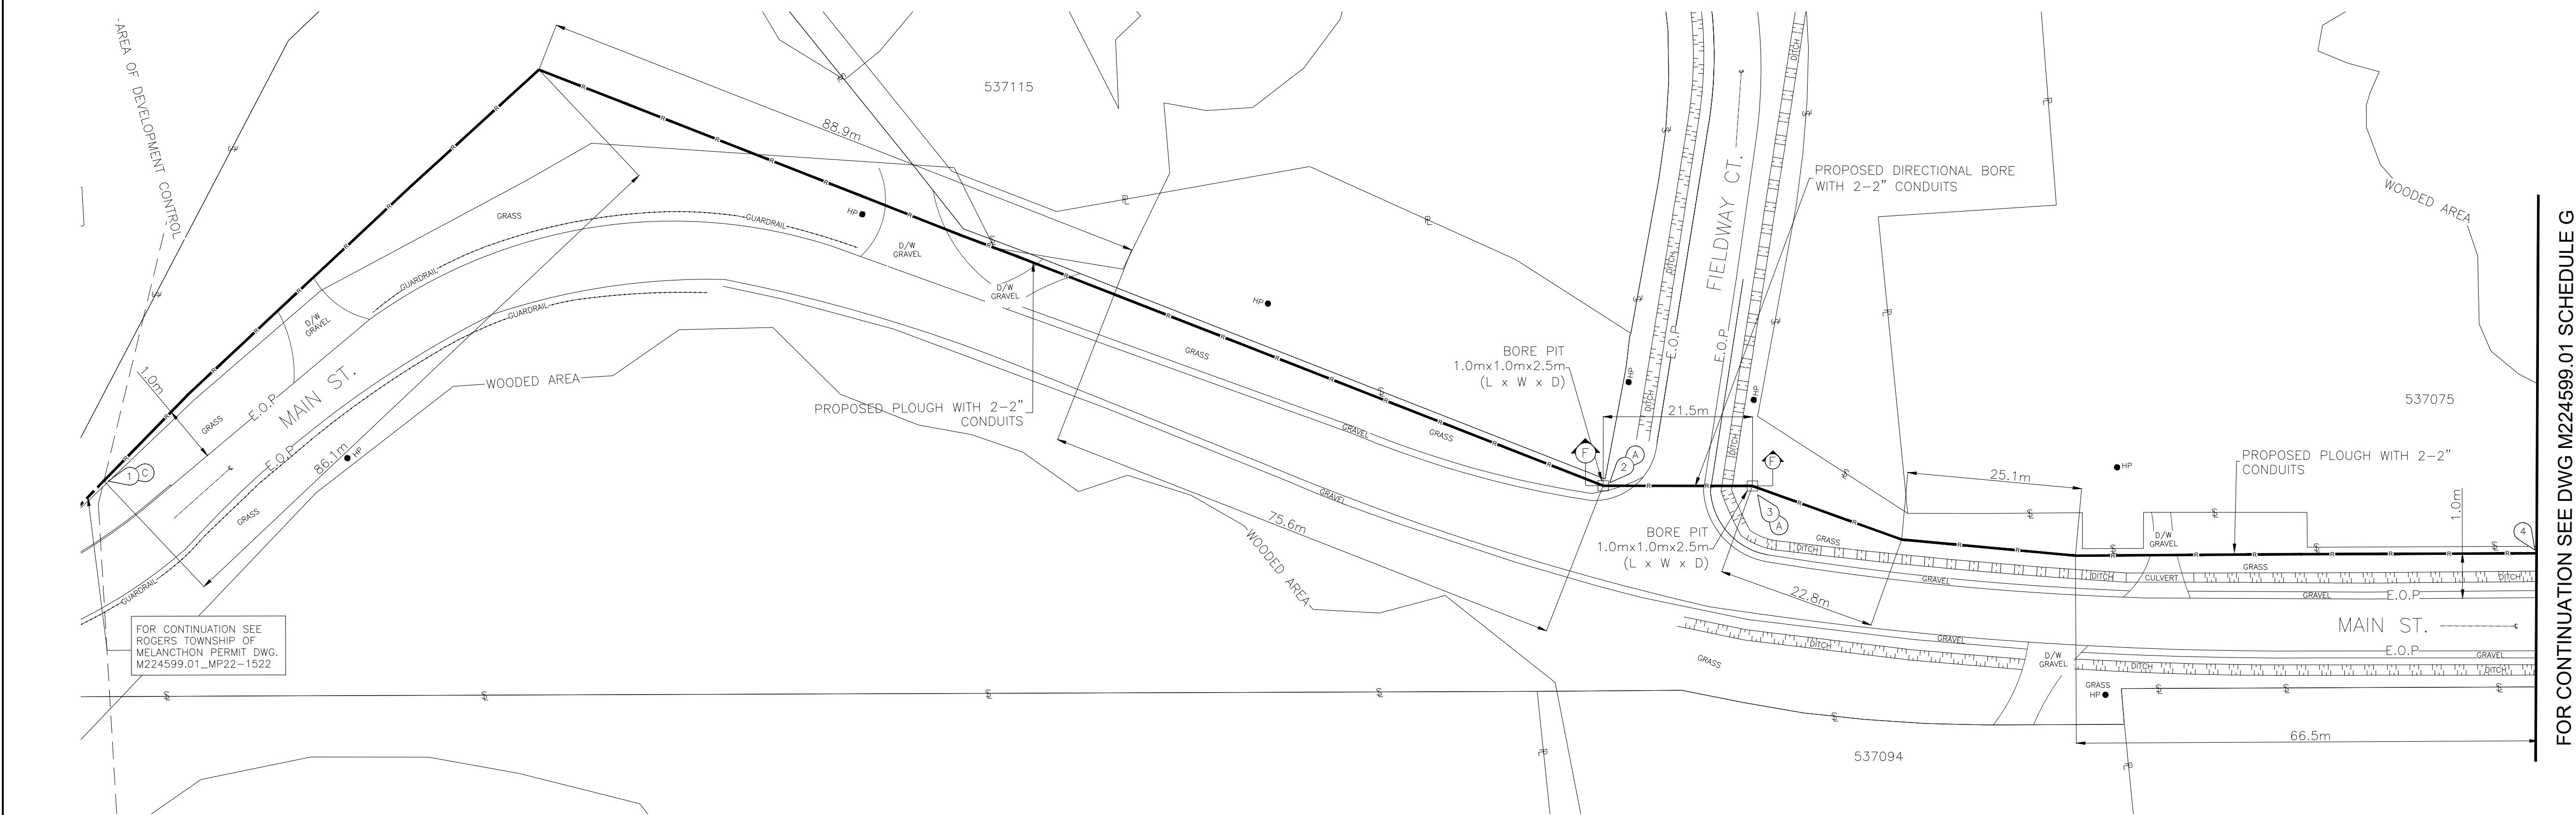 AREA OF DEVELOPMENT CONTROL
88.9m
537115
DITCH
FIELDWAY CT.
PROPOSED DIRECTIONAL BORE
WITH 2-2" CONDUITS
WOODED AREA
FOR CONTINUATION SEE DWG M224599.01 SCHEDULE G
GRASS
GUARDRAIL
HP
D/W
GRAVEL
GUARDRAIL
GUARDRAIL
D/W
GRAVEL
D/W
GRAVEL
HP
GRASS
DITCH
E.O.P
E.O.P
BORE PIT
1.0mx1.0mx2.5m
(L x W x D)
HP
HP
DITCH
DITCH
1.0m
GRASS
E.O.P
MAIN ST.
E.O.P
86.1m
HP
WOODED AREA
PROPOSED PLOUGH WITH 2-2"
CONDUITS
GRAVEL
GRASS
21.5m
537075
1
C
GRASS
GRAVEL
75.6m
WOODED AREA
F
A
2
F
3
A
HP
25.1m
PROPOSED PLOUGH WITH 2-2"
CONDUITS
1.0m
4
BORE PIT
1.0mx1.0mx2.5m
(L x W x D)
GRASS
DITCH
D/W
GRAVEL
GRASS
GRAVEL
DITCH
CULVERT
DITCH
GRAVEL
E.O.P
22.8m
GUARDRAIL
FOR CONTINUATION SEE
ROGERS TOWNSHIP OF
MELANCTHON PERMIT DWG.
M224599.01_MP22-1522
MAIN ST.
GRAVEL
DITCH
E.O.P
GRAVEL
GRASS
D/W
GRAVEL
DITCH
DITCH
GRASS
HP
66.5m
537094